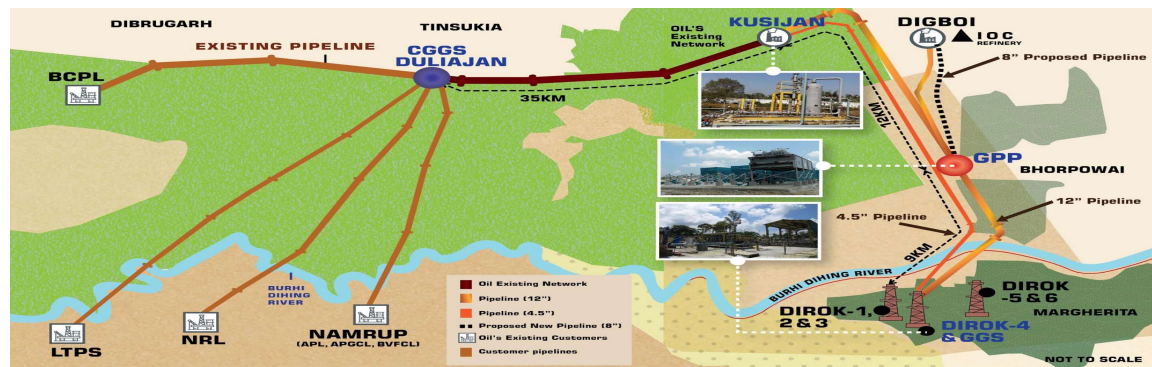 DIBRUGARH
TINSUKIA
OIL'S
Existing
Network
KUSIJAN
DIGBOI
IOC
REFINERY
EXISTING PIPELINE
CGGS
DULIAJAN
BCPL
35KM
8" Proposed Pipeline
12KM
GPP
BHORPOWAI
12" Pipeline
4.5" Pipeline
9KM
BURHI DIHING RIVER
BURHI
DIHING
RIVER
DIROK-1,
2 & 3
DIROK
-5 & 6
MARGHERITA
DIROK-4
& GGS
LTPS
NRL
NAMRUP
(APL, APGCL, BVFCL)
Oil Existing Network
Pipeline (12")
Pipeline (4.5")
Proposed New Pipeline (8")
Oil's Existing Customers
Customer pipelines
NOT TO SCALE